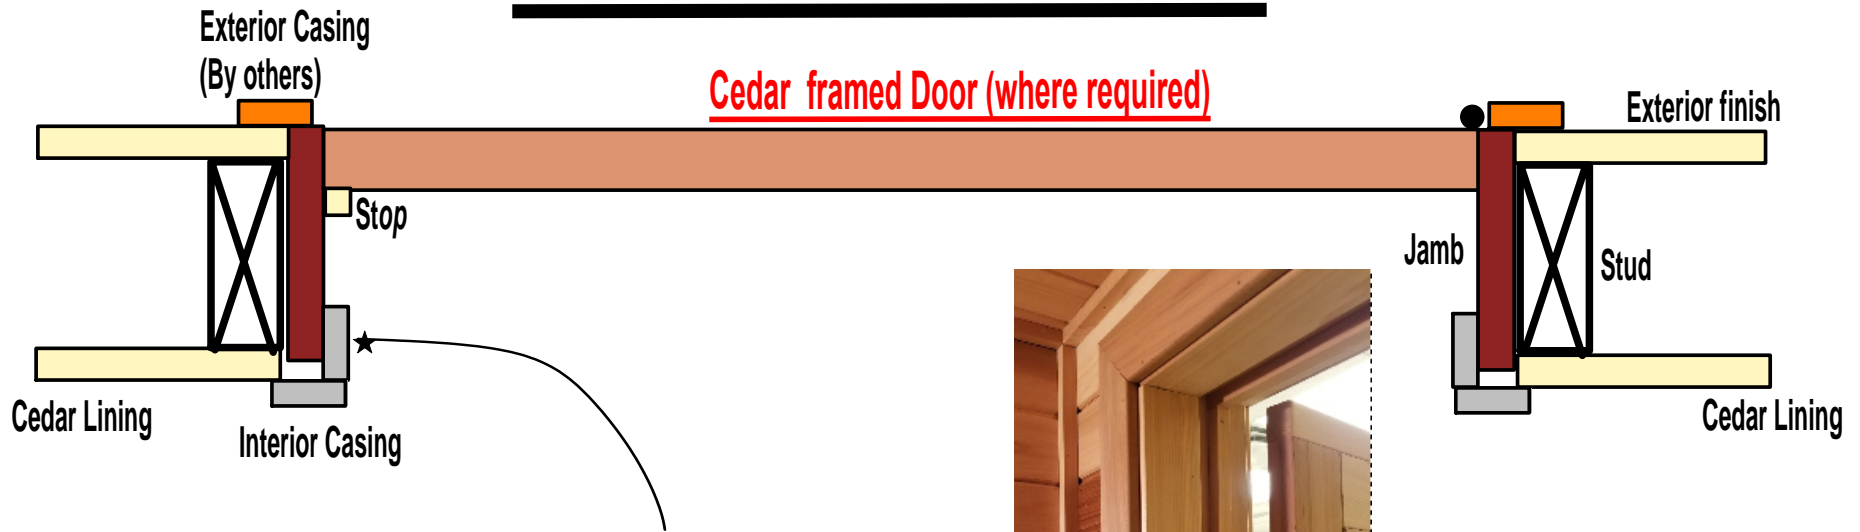 Exterior Casing
(By others)
Cedar framed Door (where required)
Exterior finish
Stop
Jamb
Stud
Cedar Lining
Interior Casing
Cedar Lining